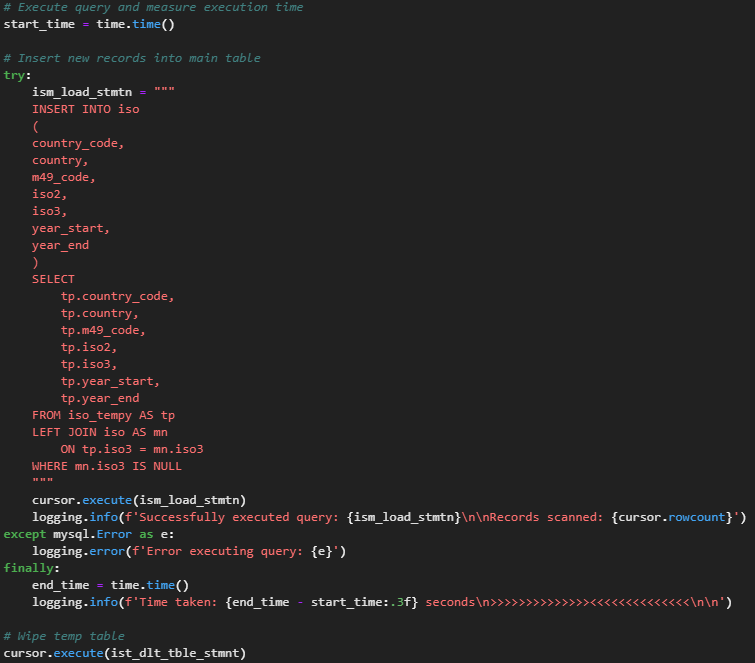 # Execute query and measure execution time
start_time = time.time()

# Insert new records into main table
try:
    ism_load_stmtn = """
    INSERT INTO iso
    (
    country_code,
    country,
    m49_code,
    iso2,
    iso3,
    year_start,
    year_end
    )
    SELECT
        tp.country_code,
        tp.country,
        tp.m49_code,
        tp.iso2,
        tp.iso3,
        tp.year_start,
        tp.year_end
    FROM iso_tempy AS tp
    LEFT JOIN iso AS mn
        ON tp.iso3 = mn.iso3
    WHERE mn.iso3 IS NULL
    """
    cursor.execute(ism_load_stmtn)
    logging.info(f'Successfully executed query: {ism_load_stmtn}\n\nRecords scanned: {cursor.rowcount}')
except mysql.Error as e:
    logging.error(f'Error executing query: {e}')
finally:
    end_time = time.time()
    logging.info(f'Time taken: {end_time - start_time:.3f} seconds\n>>>>>>>>>>>>>><<<<<<<<<<<<<<\n\n')

# Wipe temp table
cursor.execute(ist_dlt_tble_stmnt)